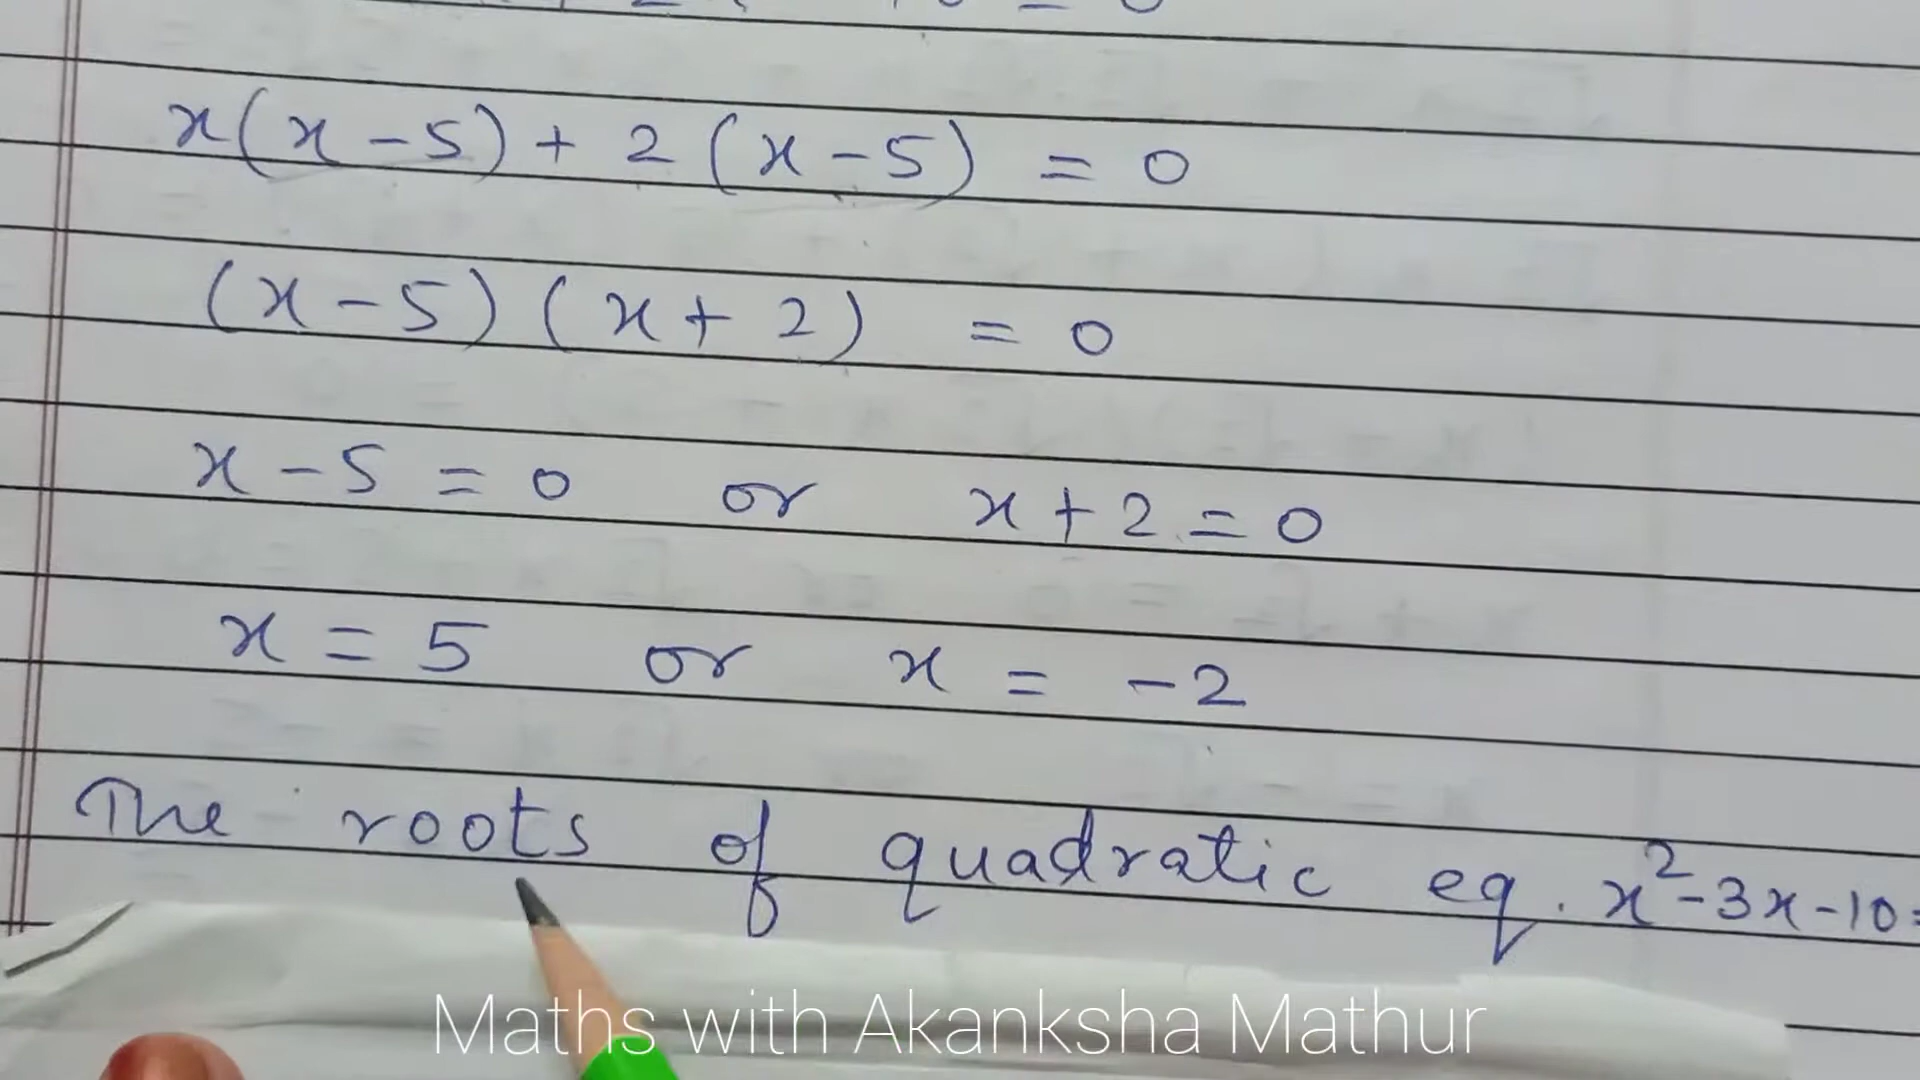 x(x-5)+2(x-5) = 0
(x-5)(x+2) = 0
x-5=0 or x+2=0
x = 5 or x = -2
The roots of quadratic eq. x²-3x-10=
Maths with Akanksha Mathur